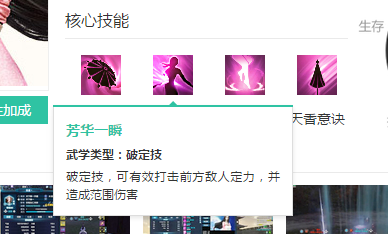 核心技能
生存
主加成
天香意诀
芳华一瞬
武学类型：破定技
破定技，可有效打击前方敌人定力，并
造成范围伤害